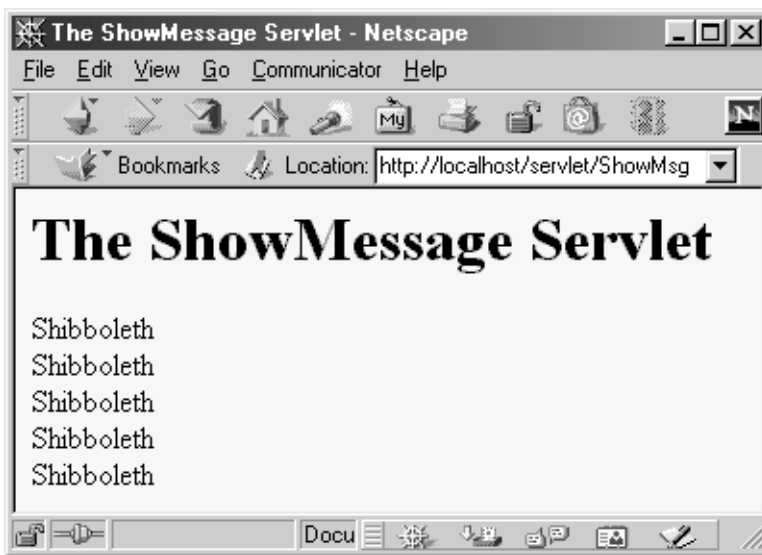 The ShowMessage Servlet - Netscape
File Edit View Go Communicator Help
My N
Bookmarks Location: http://localhost/servlet/ShowMsg
The ShowMessage Servlet
Shibboleth
Shibboleth
Shibboleth
Shibboleth
Shibboleth
Docu